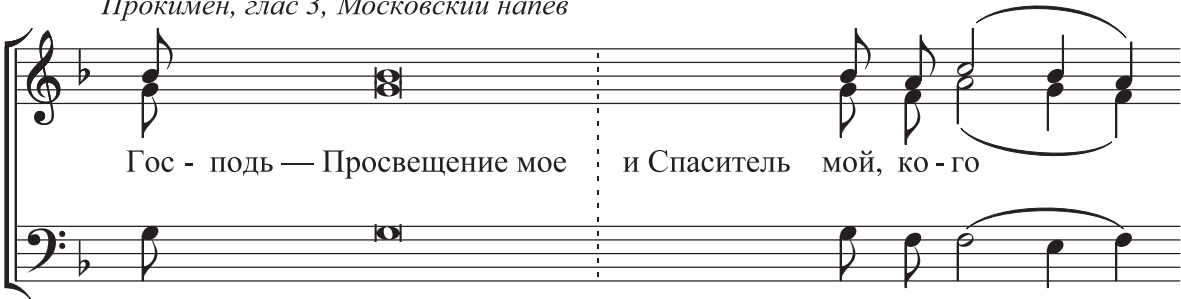 Прокимен, глас 3, Московский напев
Гос - подь — Просвещение мое и Спаситель мой, ко - го